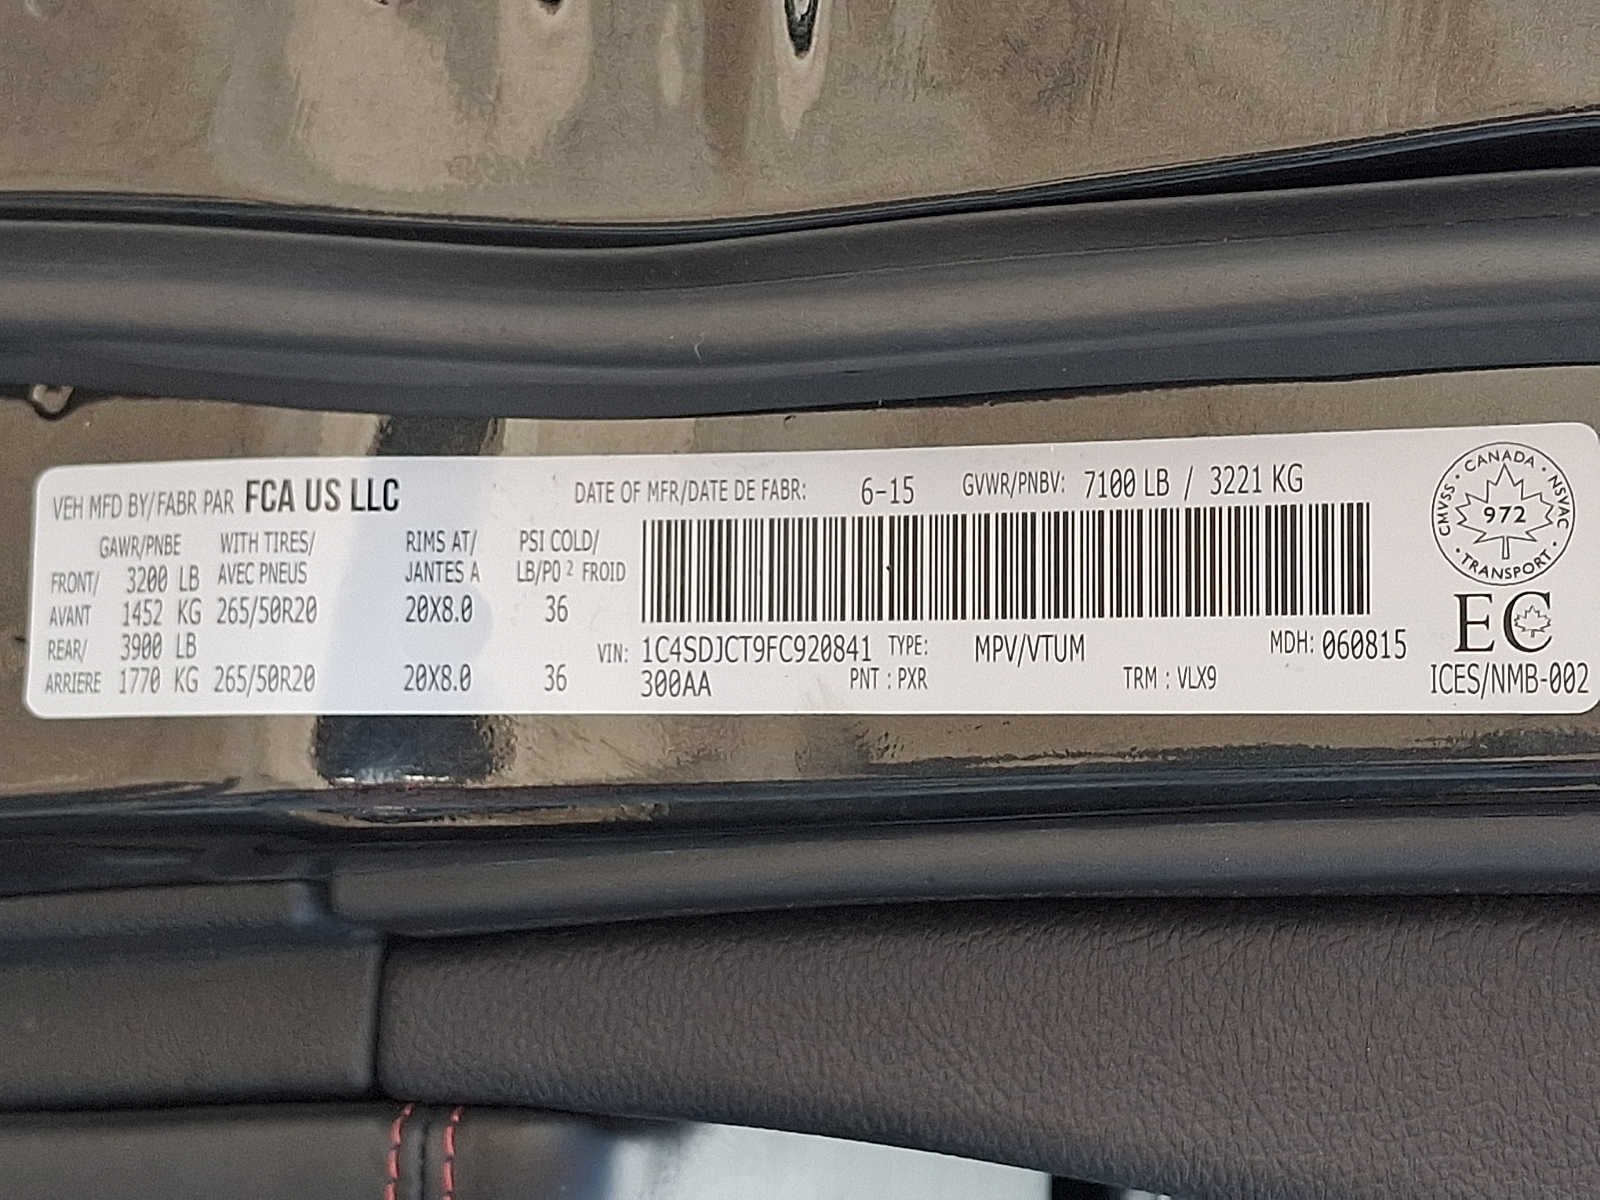 VEH MFD BY/FABR PAR FCA US LLC DATE OF MFR/DATE DE FABR: 6-15 GVWR/PNBV: 7100 LB / 3221 KG
GAWR/PNBE WITH TIRES/ RIMS AT/ PSI COLD/
FRONT/ 3200 LB AVEC PNEUS JANTES A LB/PO² FROID
AVANT 1452 KG 265/50R20 20X8.0 36
REAR/ 3900 LB VIN: 1C4SDJCT9FC920841 TYPE: MPV/VTUM MDH: 060815
ARRIERE 1770 KG 265/50R20 20X8.0 36 300AA PNT : PXR TRM : VLX9
CMVSS · CANADA · NSVAC · TRANSPORT ·
972
EC
ICES/NMB-002